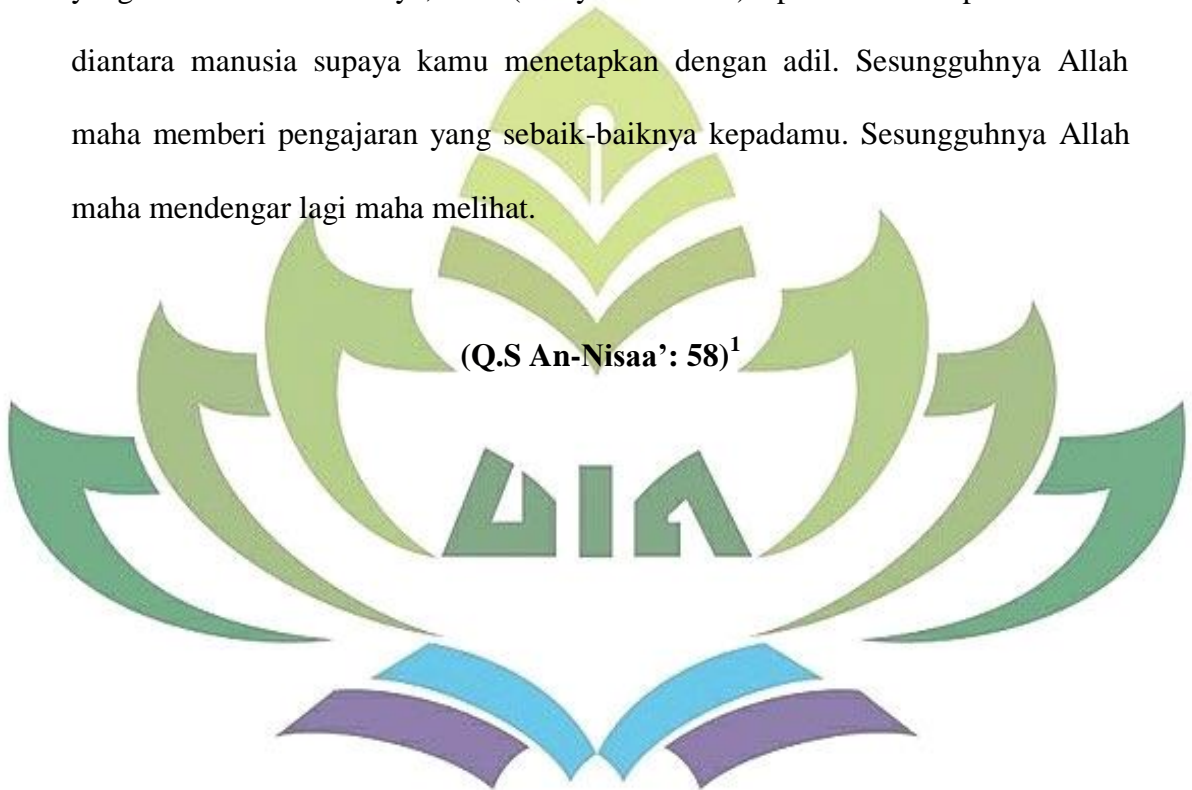 diantara manusia supaya kamu menetapkan dengan adil. Sesungguhnya Allah
maha memberi pengajaran yang sebaik-baiknya kepadamu. Sesungguhnya Allah
maha mendengar lagi maha melihat.
(Q.S An-Nisaa’: 58)1
UIN